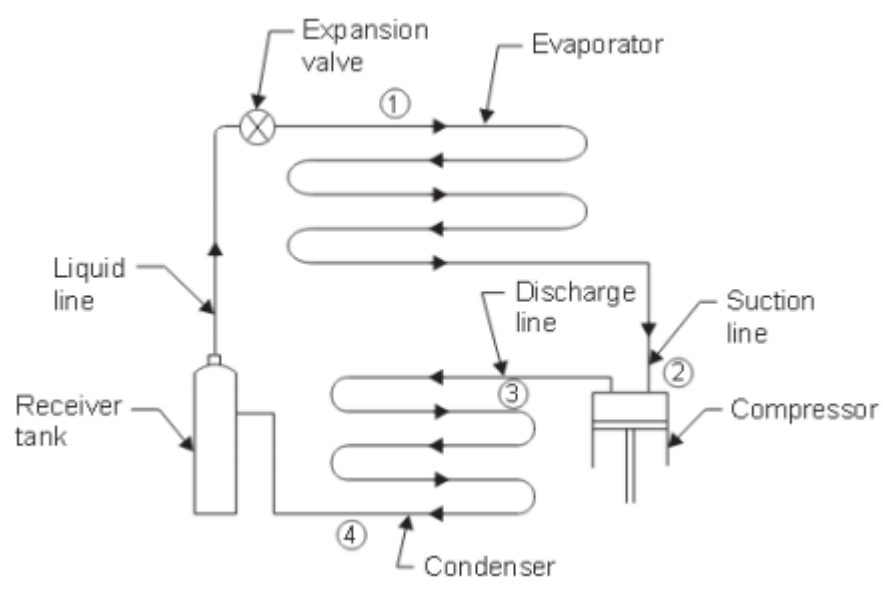 Expansion
valve
Evaporator
①
Liquid
line
Discharge
line
Suction
line
②
③
Receiver
tank
Compressor
④
Condenser